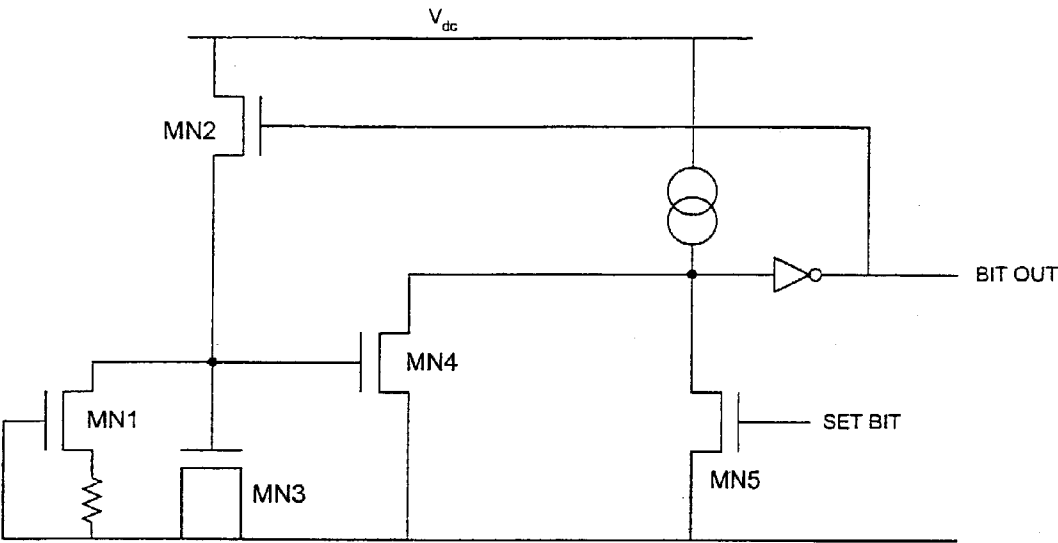 Vdc
MN2
BIT OUT
MN4
MN1
SET BIT
MN5
MN3